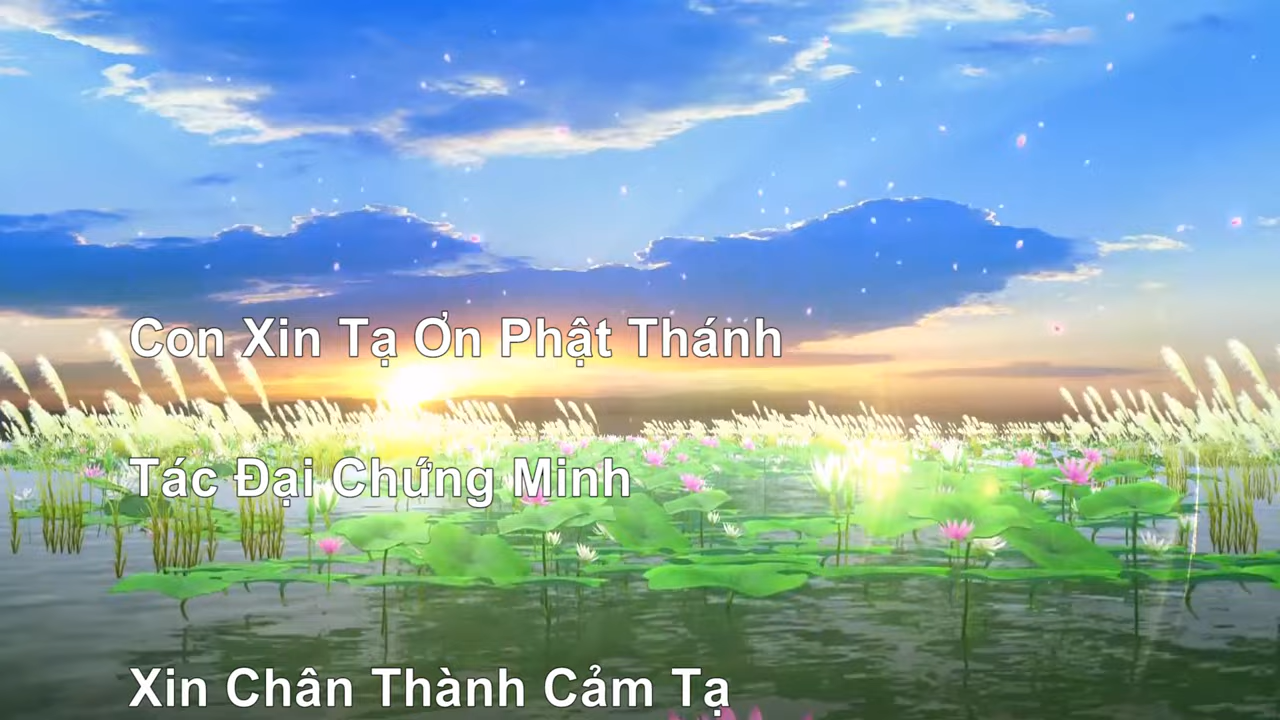 Con Xin Tạ Ơn Phật Thánh
Tác Đại Chứng Minh
Xin Chân Thành Cảm Tạ